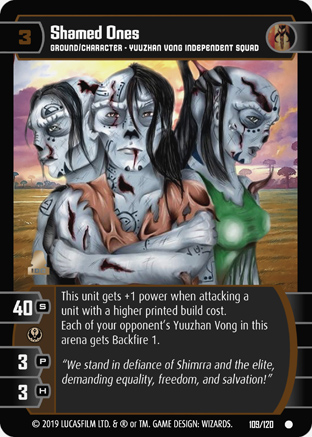 3
Shamed Ones
GROUND/CHARACTER • YUUZHAN VONG INDEPENDENT SQUAD
40 S
This unit gets +1 power when attacking a
unit with a higher printed build cost.
Each of your opponent's Yuuzhan Vong in this
arena gets Backfire 1.
3 P
"We stand in defiance of Shimrra and the elite,
demanding equality, freedom, and salvation!"
3 H
© 2019 LUCASFILM LTD. & ® or TM. GAME DESIGN: WIZARDS.
109/120